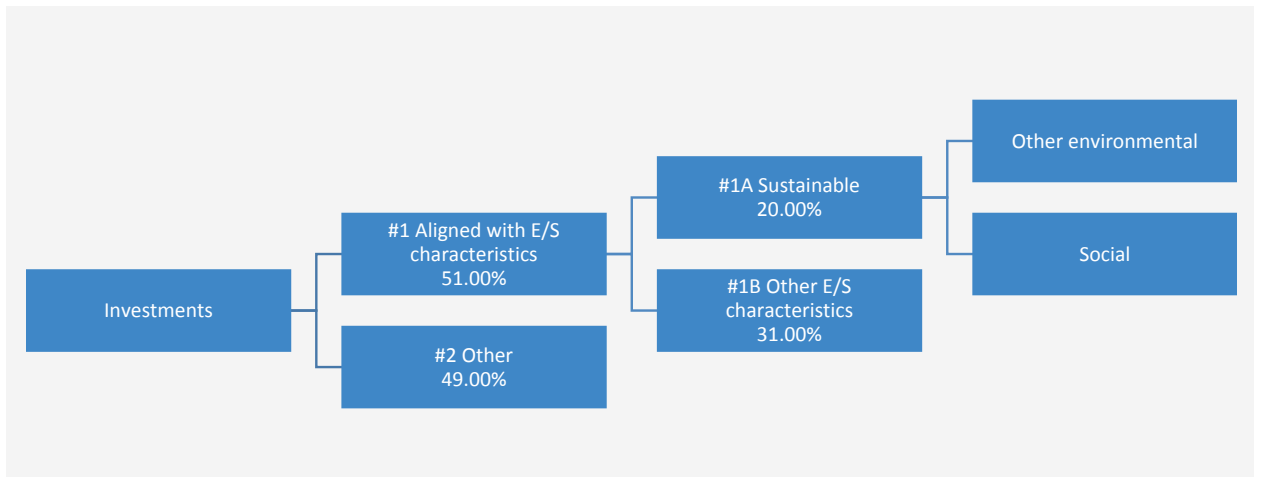 Investments
#1 Aligned with E/S
characteristics
51.00%
#2 Other
49.00%
#1A Sustainable
20.00%
#1B Other E/S
characteristics
31.00%
Other environmental
Social